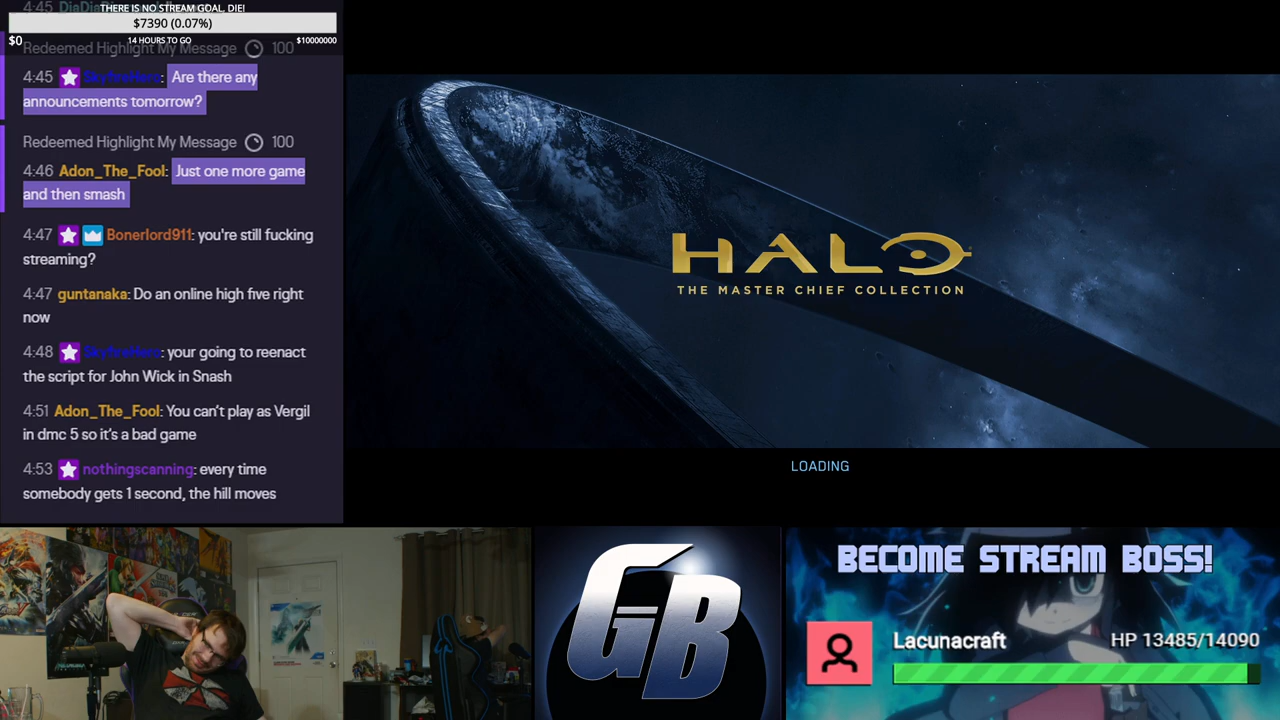 4:45
THERE IS NO STREAM GOAL. DIE!
$7390 (0.07%)
$0
14 HOURS TO GO
$10000000
Redeemed Highlight My Message 100
4:45 SkyfireHero: Are there any
announcements tomorrow?
Redeemed Highlight My Message 100
4:46 Adon_The_Fool: Just one more game
and then smash
4:47 Bonerlord911: you're still fucking
streaming?
4:47 guntanaka: Do an online high five right
now
4:48 SkyfireHero: your going to reenact
the script for John Wick in Snash
4:51 Adon_The_Fool: You can't play as Vergil
in dmc 5 so it's a bad game
4:53 nothingscanning: every time
somebody gets 1 second, the hill moves
HALO
THE MASTER CHIEF COLLECTION
LOADING
GB
BECOME STREAM BOSS!
Lacunacraft
HP 13485/14090